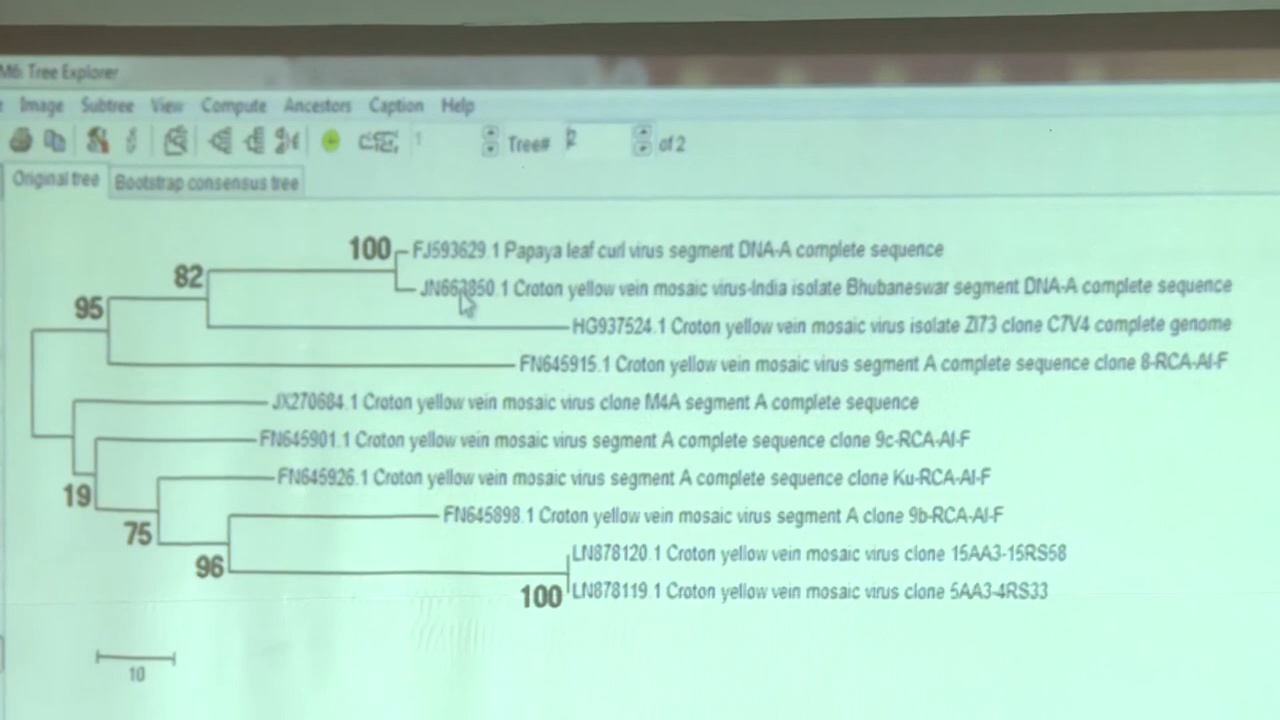 M6: Tree Explorer
Image Subtree View Compute Ancestors Caption Help
1 Tree# 2 of 2
Original tree Bootstrap consensus tree
100 FJ593629.1 Papaya leaf curl virus segment DNA-A complete sequence
82 Croton yellow vein mosaic virus-India isolate Bhubaneswar segment DNA-A complete sequence
95 HG937524.1 Croton yellow vein mosaic virus isolate ZI73 clone C7V4 complete genome
FN645915.1 Croton yellow vein mosaic virus segment A complete sequence clone 8-RCA-AI-F
JX270684.1 Croton yellow vein mosaic virus clone M4A segment A complete sequence
FN645901.1 Croton yellow vein mosaic virus segment A complete sequence clone 9c-RCA-AI-F
FN645926.1 Croton yellow vein mosaic virus segment A complete sequence clone Ku-RCA-AI-F
19
FN645898.1 Croton yellow vein mosaic virus segment A clone 9b-RCA-AI-F
75
LN878120.1 Croton yellow vein mosaic virus clone 15AA3-15RS58
96
100 LN878119.1 Croton yellow vein mosaic virus clone 5AA3-4RS33
10